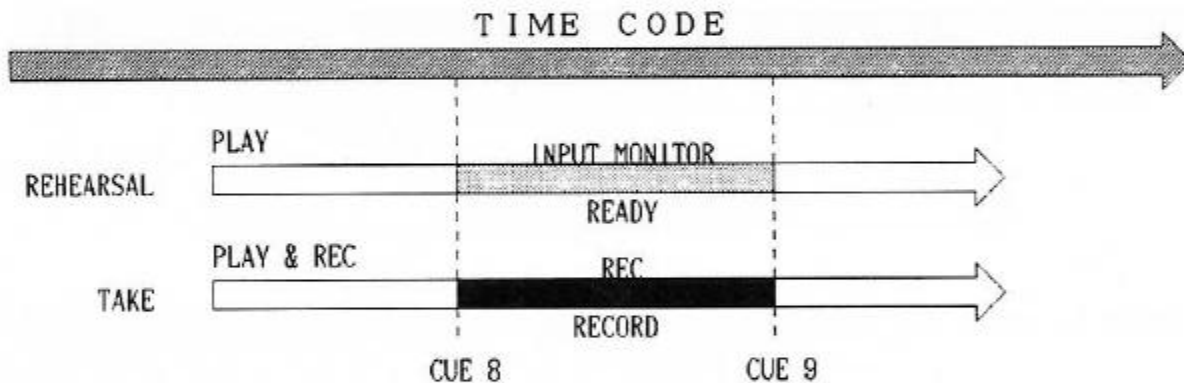 TIME CODE
PLAY
INPUT MONITOR
REHEARSAL
READY
PLAY & REC
REC
TAKE
RECORD
CUE 8
CUE 9